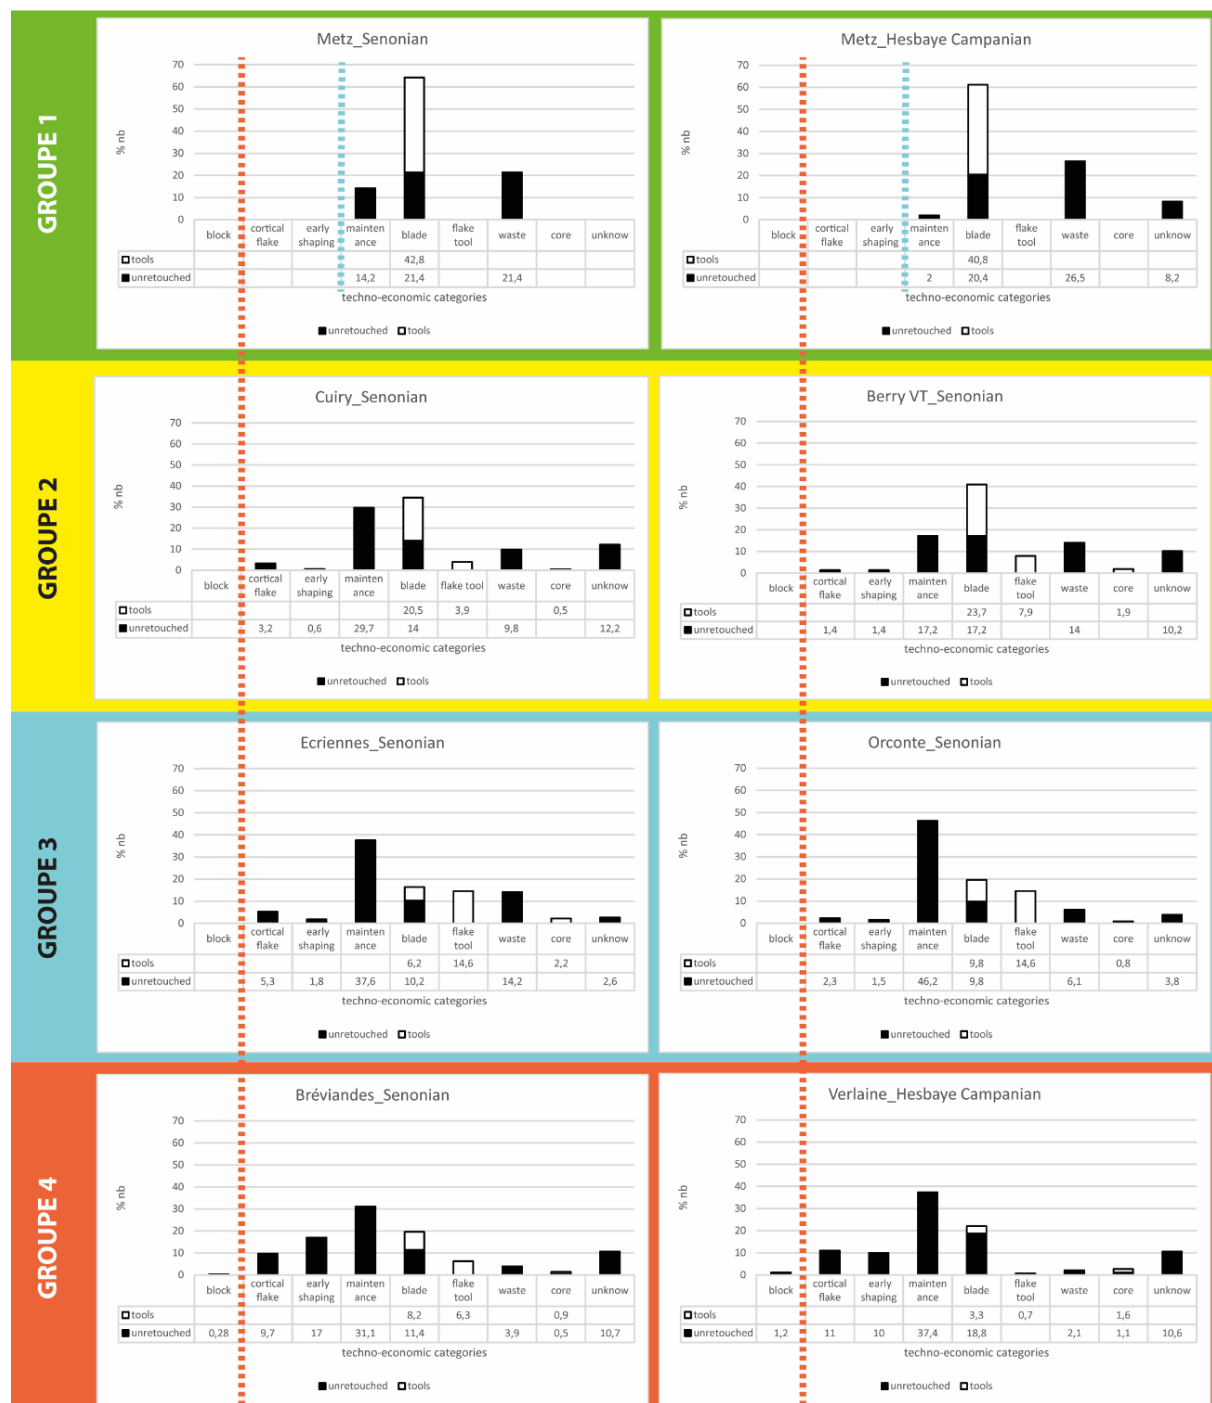 GROUPE 1
Metz_Senonian
% nb
70
60
50
40
30
20
10
0
block cortical flake early shaping mainten ance blade flake tool waste core unknow
tools 42,8
unretouched 14,2 21,4 21,4
techno-economic categories
unretouched tools
Metz_Hesbaye Campanian
% nb
70
60
50
40
30
20
10
0
block cortical flake early shaping mainten ance blade flake tool waste core unknow
tools 40,8
unretouched 2 20,4 26,5 8,2
techno-economic categories
unretouched tools
GROUPE 2
Cuiry_Senonian
% nb
70
60
50
40
30
20
10
0
block cortical flake early shaping mainten ance blade flake tool waste core unknow
tools 20,5 3,9 0,5
unretouched 3,2 0,6 29,7 14 9,8 12,2
techno-economic categories
unretouched tools
Berry VT_Senonian
% nb
70
60
50
40
30
20
10
0
block cortical flake early shaping mainten ance blade flake tool waste core unknow
tools 23,7 7,9 1,9
unretouched 1,4 1,4 17,2 17,2 14 10,2
techno-economic categories
unretouched tools
GROUPE 3
Ecriennes_Senonian
% nb
70
60
50
40
30
20
10
0
block cortical flake early shaping mainten ance blade flake tool waste core unknow
tools 6,2 14,6 2,2
unretouched 5,3 1,8 37,6 10,2 14,2 2,6
techno-economic categories
unretouched tools
Orconte_Senonian
% nb
70
60
50
40
30
20
10
0
block cortical flake early shaping mainten ance blade flake tool waste core unknow
tools 9,8 14,6 0,8
unretouched 2,3 1,5 46,2 9,8 6,1 3,8
techno-economic categories
unretouched tools
GROUPE 4
Bréviandes_Senonian
% nb
70
60
50
40
30
20
10
0
block cortical flake early shaping mainten ance blade flake tool waste core unknow
tools 8,2 6,3 0,9
unretouched 0,28 9,7 17 31,1 11,4 3,9 0,5 10,7
techno-economic categories
unretouched tools
Verlaine_Hesbaye Campanian
% nb
70
60
50
40
30
20
10
0
block cortical flake early shaping mainten ance blade flake tool waste core unknow
tools 3,3 0,7 1,6
unretouched 1,2 11 10 37,4 18,8 2,1 1,1 10,6
techno-economic categories
unretouched tools